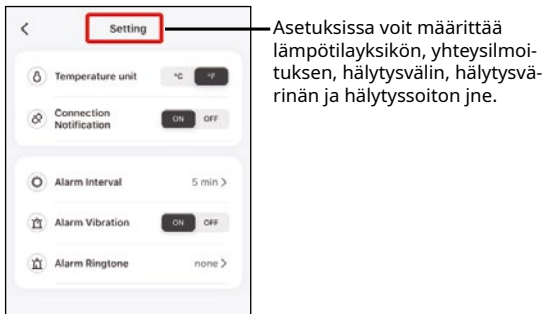 Setting
Temperature unit °C °F
Connection
Notification ON OFF
Alarm Interval 5 min >
Alarm Vibration ON OFF
Alarm Ringtone none >
Asetuksissa voit määrittää
lämpötilayksikön, yhteysilmoi-
tuksen, hälytysvälin, hälytysvä-
rinän ja hälytyssoiton jne.